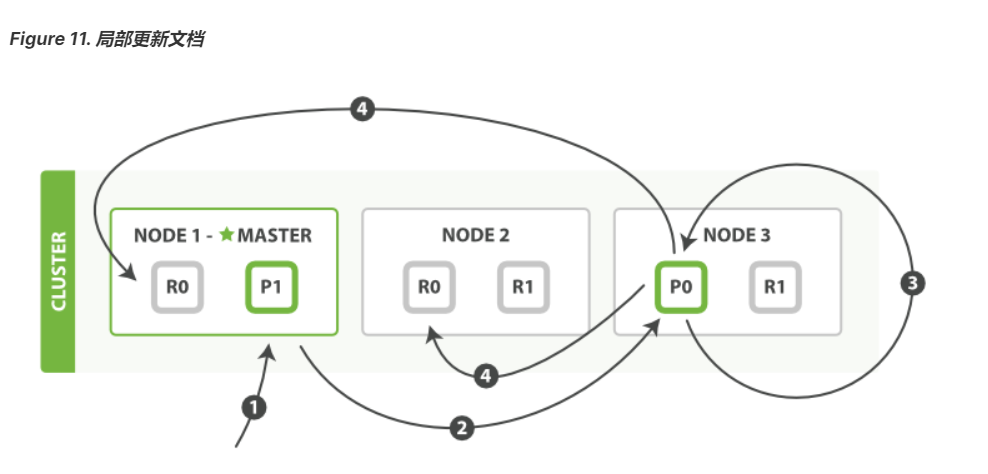 Figure 11. 局部更新文档
4
CLUSTER
NODE 1 - ★ MASTER
NODE 2
NODE 3
R0
P1
R0
R1
P0
R1
3
4
1
2